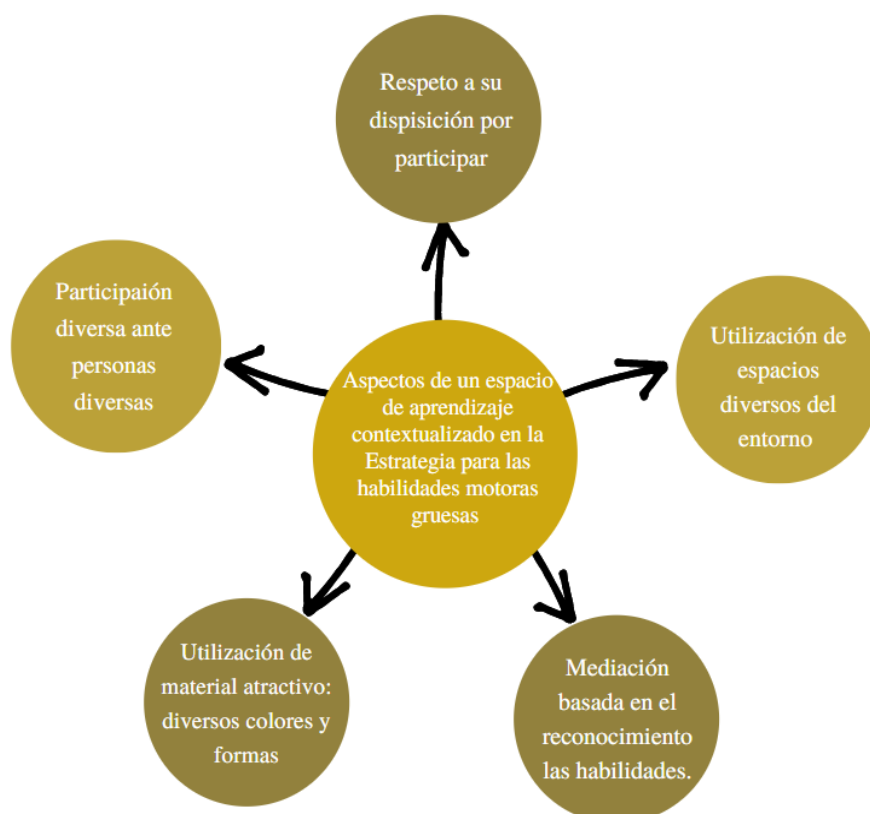 Respeto a su
dispisición por
participar
Participaión
diversa ante
personas
diversas
Utilización de
espacios
diversos del
entorno
Aspectos de un espacio
de aprendizaje
contextualizado en la
Estrategia para las
habilidades motoras
gruesas
Utilización de
material atractivo:
diversos colores y
formas
Mediación
basada en el
reconocimiento
las habilidades.